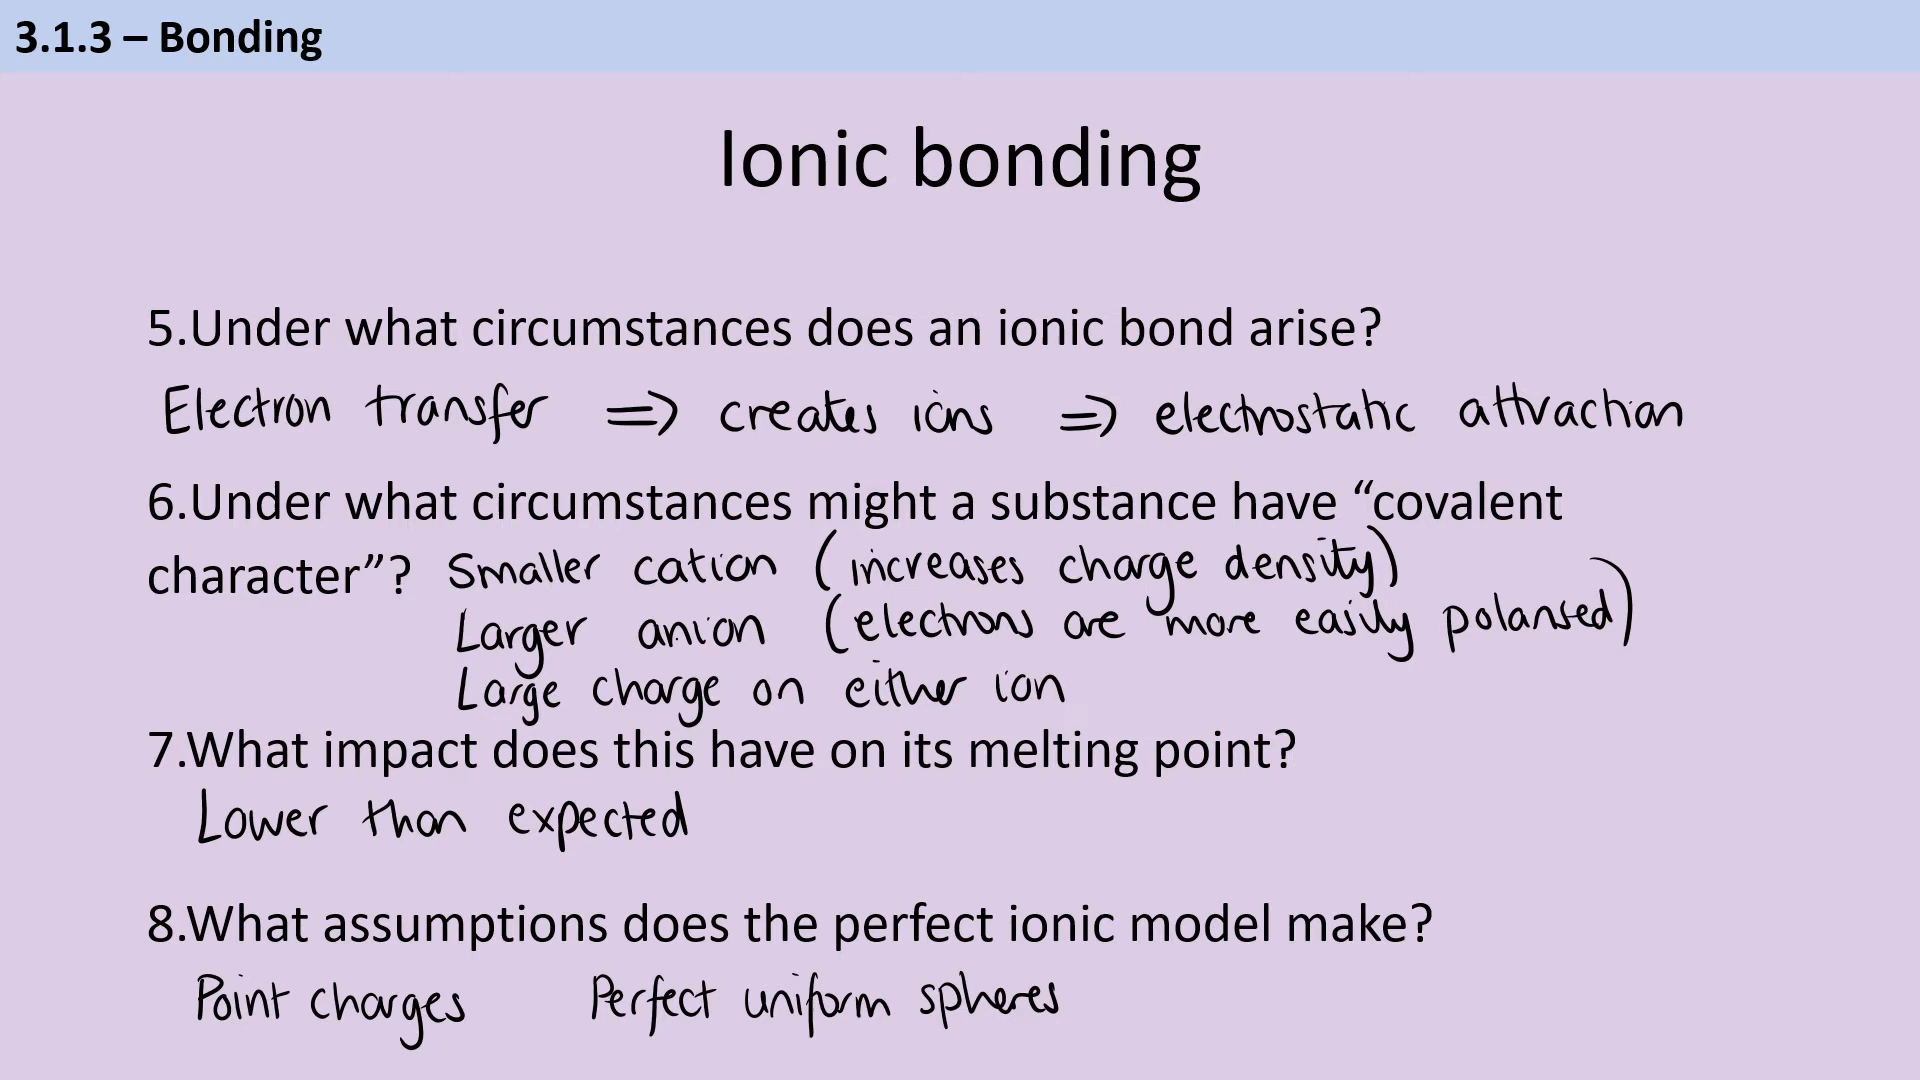 3.1.3 – Bonding
Ionic bonding
5.Under what circumstances does an ionic bond arise?
Electron transfer ⇒ creates ions ⇒ electrostatic attraction
6.Under what circumstances might a substance have “covalent
character”? Smaller cation (increases charge density)
Larger anion (electrons are more easily polarised)
Large charge on either ion
7.What impact does this have on its melting point?
Lower than expected
8.What assumptions does the perfect ionic model make?
Point charges Perfect uniform spheres